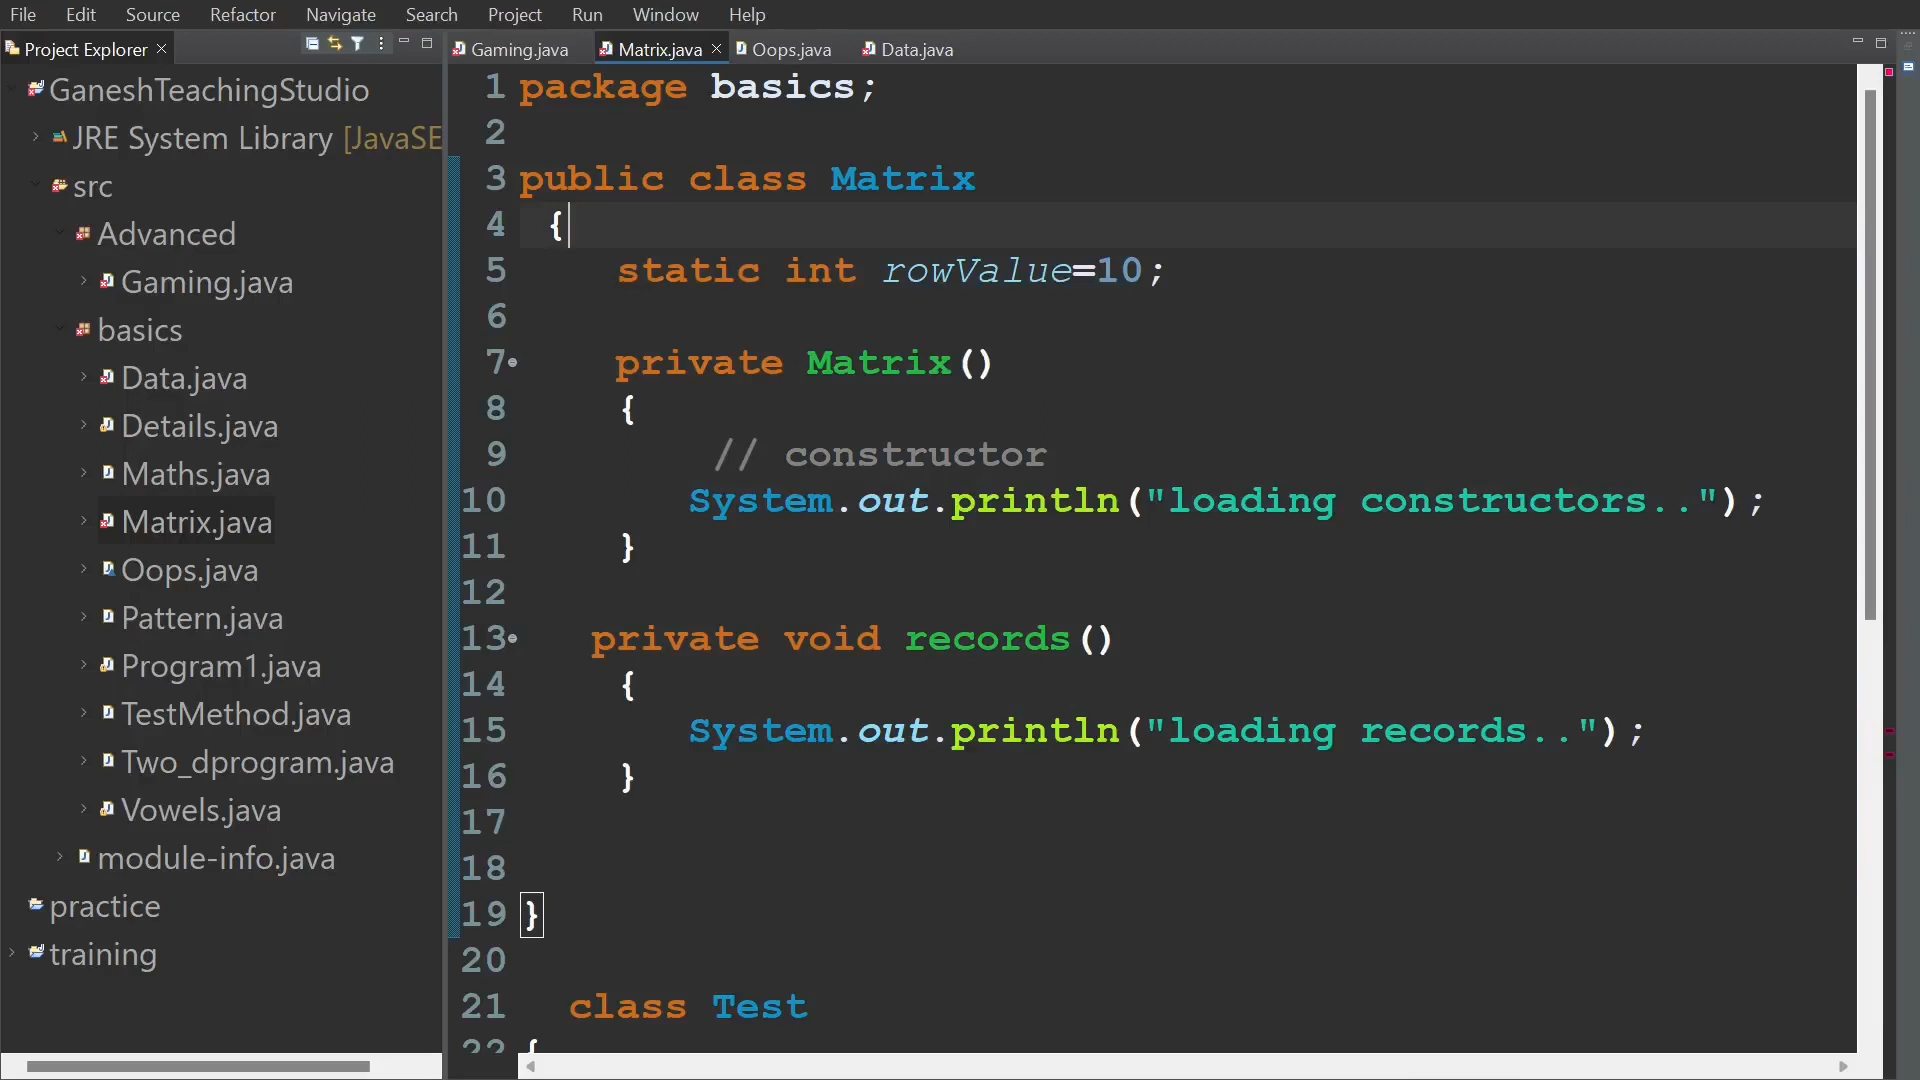 File Edit Source Refactor Navigate Search Project Run Window Help
Project Explorer
GaneshTeachingStudio
JRE System Library [JavaSE
src
Advanced
Gaming.java
basics
Data.java
Details.java
Maths.java
Matrix.java
Oops.java
Pattern.java
Program1.java
TestMethod.java
Two_dprogram.java
Vowels.java
module-info.java
practice
training
Gaming.java Matrix.java Oops.java Data.java
1 package basics;
2
3 public class Matrix
4 {
5 static int rowValue=10;
6
7 private Matrix()
8 {
9 // constructor
10 System.out.println("loading constructors..");
11 }
12
13 private void records()
14 {
15 System.out.println("loading records..");
16 }
17
18
19 }
20
21 class Test
22 {